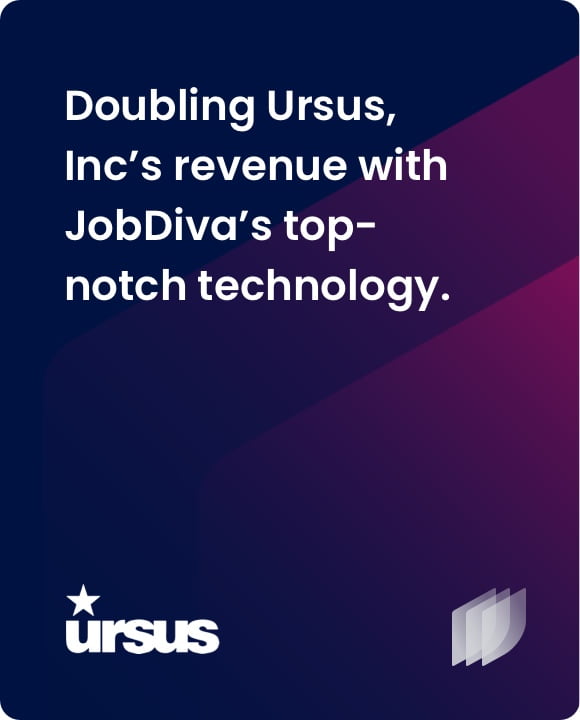 Doubling Ursus,
Inc’s revenue with
JobDiva’s top-
notch technology.
ursus